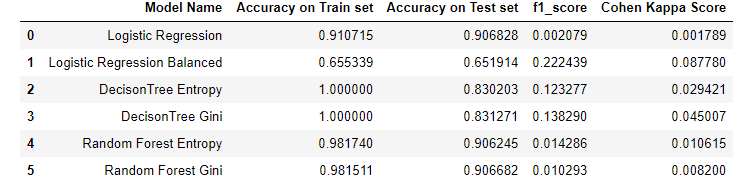 Model Name Accuracy on Train set Accuracy on Test set f1_score Cohen Kappa Score
0 Logistic Regression 0.910715 0.906828 0.002079 0.001789
1 Logistic Regression Balanced 0.655339 0.651914 0.222439 0.087780
2 DecisonTree Entropy 1.000000 0.830203 0.123277 0.029421
3 DecisonTree Gini 1.000000 0.831271 0.138290 0.045007
4 Random Forest Entropy 0.981740 0.906245 0.014286 0.010615
5 Random Forest Gini 0.981511 0.906682 0.010293 0.008200